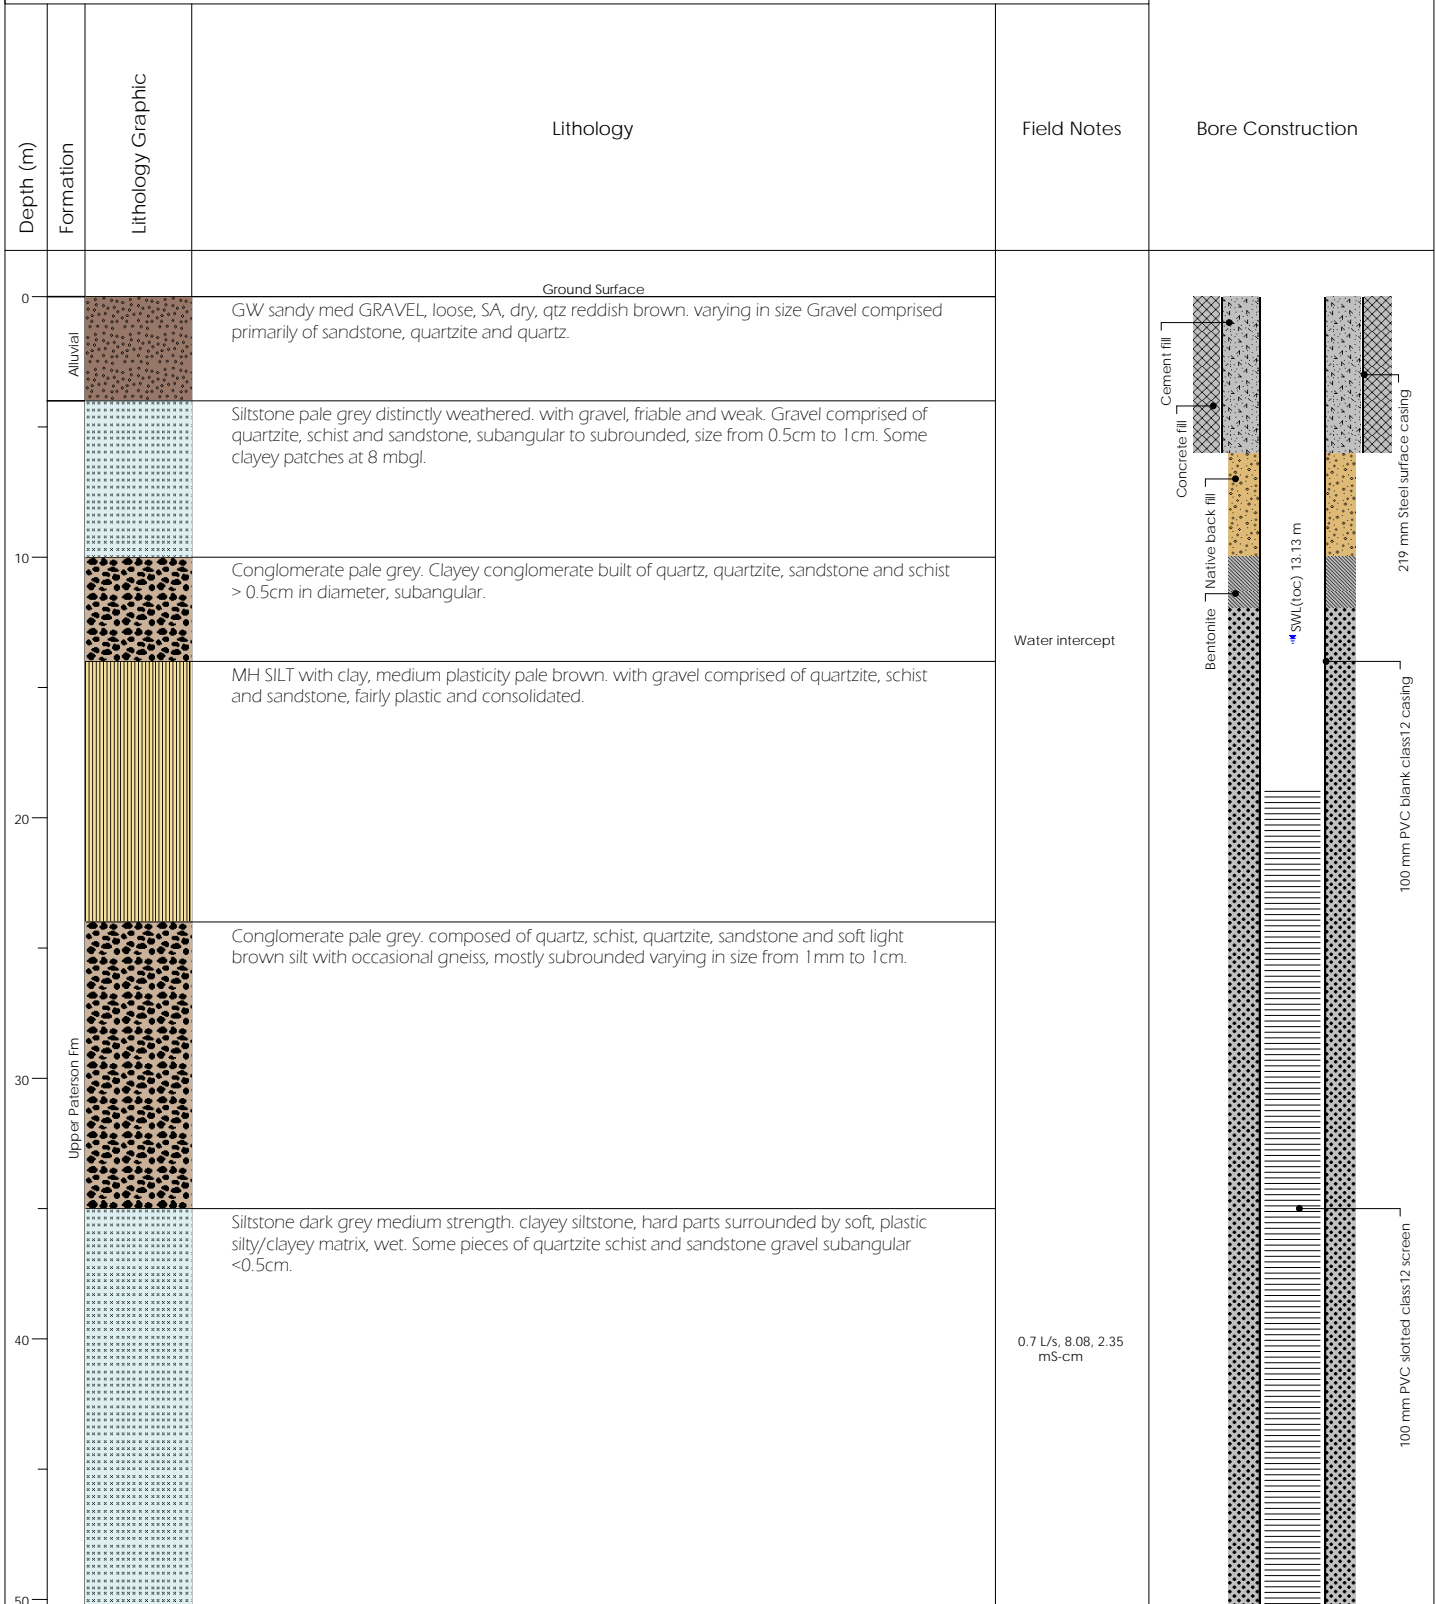 Depth (m)
Formation
Lithology Graphic
Lithology
Field Notes
Bore Construction
Ground Surface
0
GW sandy med GRAVEL, loose, SA, dry, qtz reddish brown. varying in size Gravel comprised
primarily of sandstone, quartzite and quartz.
Alluvial
Siltstone pale grey distinctly weathered. with gravel, friable and weak. Gravel comprised of
quartzite, schist and sandstone, subangular to subrounded, size from 0.5cm to 1cm. Some
clayey patches at 8 mbgl.
10
Conglomerate pale grey. Clayey conglomerate built of quartz, quartzite, sandstone and schist
> 0.5cm in diameter, subangular.
Water intercept
MH SILT with clay, medium plasticity pale brown. with gravel comprised of quartzite, schist
and sandstone, fairly plastic and consolidated.
20
Conglomerate pale grey. composed of quartz, schist, quartzite, sandstone and soft light
brown silt with occasional gneiss, mostly subrounded varying in size from 1mm to 1cm.
30
Upper Paterson Fm
Siltstone dark grey medium strength. clayey siltstone, hard parts surrounded by soft, plastic
silty/clayey matrix, wet. Some pieces of quartzite schist and sandstone gravel subangular
<0.5cm.
40
0.7 L/s, 8.08, 2.35
mS-cm
50
Cement fill
Concrete fill
Native back fill
Bentonite
SWL(toc) 13.13 m
219 mm Steel surface casing
100 mm PVC blank class12 casing
100 mm PVC slotted class12 screen